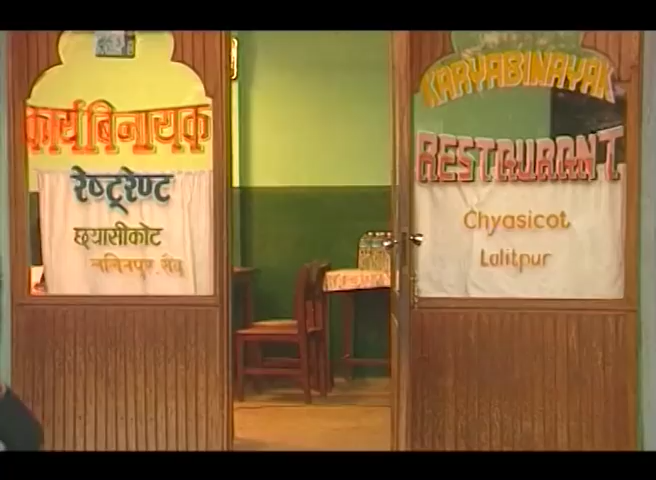 कार्यबिनायक
रेष्टुरेण्ट
छ्यासीकोट
KARYABINAYAK
RESTAURANT
Chyasicot
Lalitpur